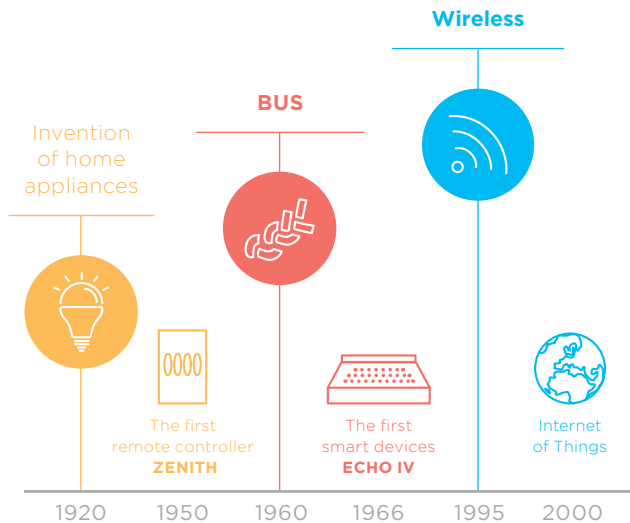 Wireless
BUS
Invention
of home
appliances
The first
remote controller
ZENITH
The first
smart devices
ECHO IV
Internet
of Things
1920
1950
1960
1966
1995
2000